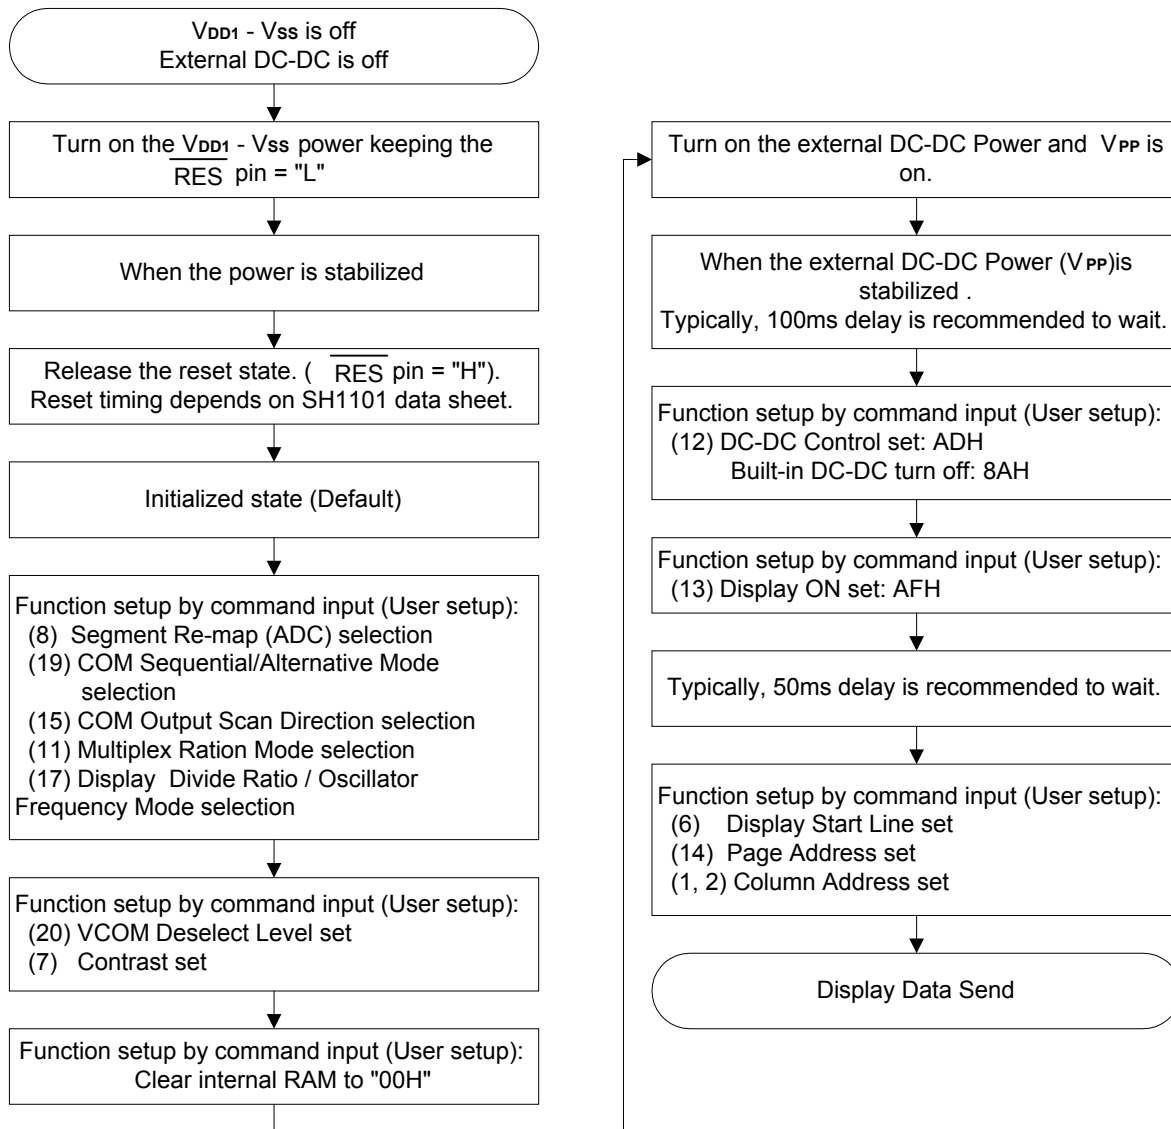 VDD1 - VSS is off
External DC-DC is off
Turn on the VDD1 - VSS power keeping the
RES pin = "L"
When the power is stabilized
Release the reset state. ( RES pin = "H").
Reset timing depends on SH1101 data sheet.
Initialized state (Default)
Function setup by command input (User setup):
(8) Segment Re-map (ADC) selection
(19) COM Sequential/Alternative Mode
selection
(15) COM Output Scan Direction selection
(11) Multiplex Ration Mode selection
(17) Display Divide Ratio / Oscillator
Frequency Mode selection
Function setup by command input (User setup):
(20) VCOM Deselect Level set
(7) Contrast set
Function setup by command input (User setup):
Clear internal RAM to "00H"
Turn on the external DC-DC Power and VPP is
on.
When the external DC-DC Power (VPP)is
stabilized .
Typically, 100ms delay is recommended to wait.
Function setup by command input (User setup):
(12) DC-DC Control set: ADH
Built-in DC-DC turn off: 8AH
Function setup by command input (User setup):
(13) Display ON set: AFH
Typically, 50ms delay is recommended to wait.
Function setup by command input (User setup):
(6) Display Start Line set
(14) Page Address set
(1, 2) Column Address set
Display Data Send